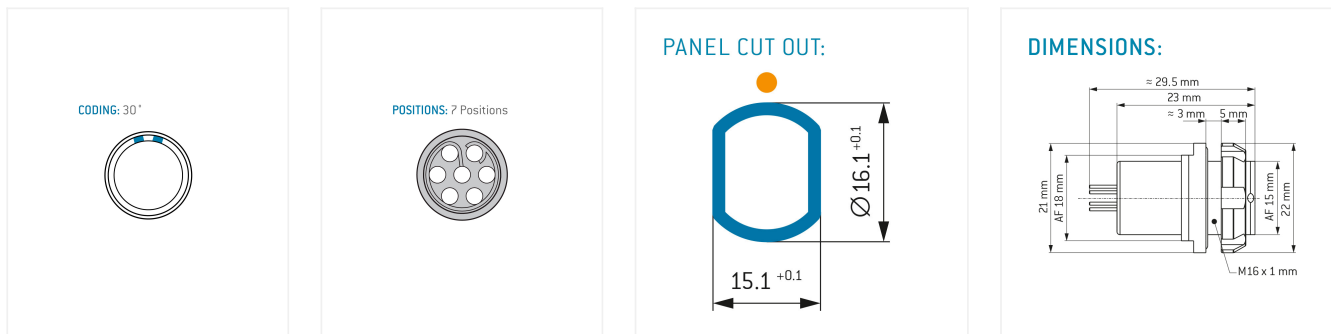 CODING: 30°
POSITIONS: 7 Positions
PANEL CUT OUT:
Ø16.1 +0.1
15.1 +0.1
DIMENSIONS:
≈ 29.5 mm
23 mm
≈ 3 mm
5 mm
21 mm
AF 18 mm
AF 15 mm
22 mm
M16 x 1 mm